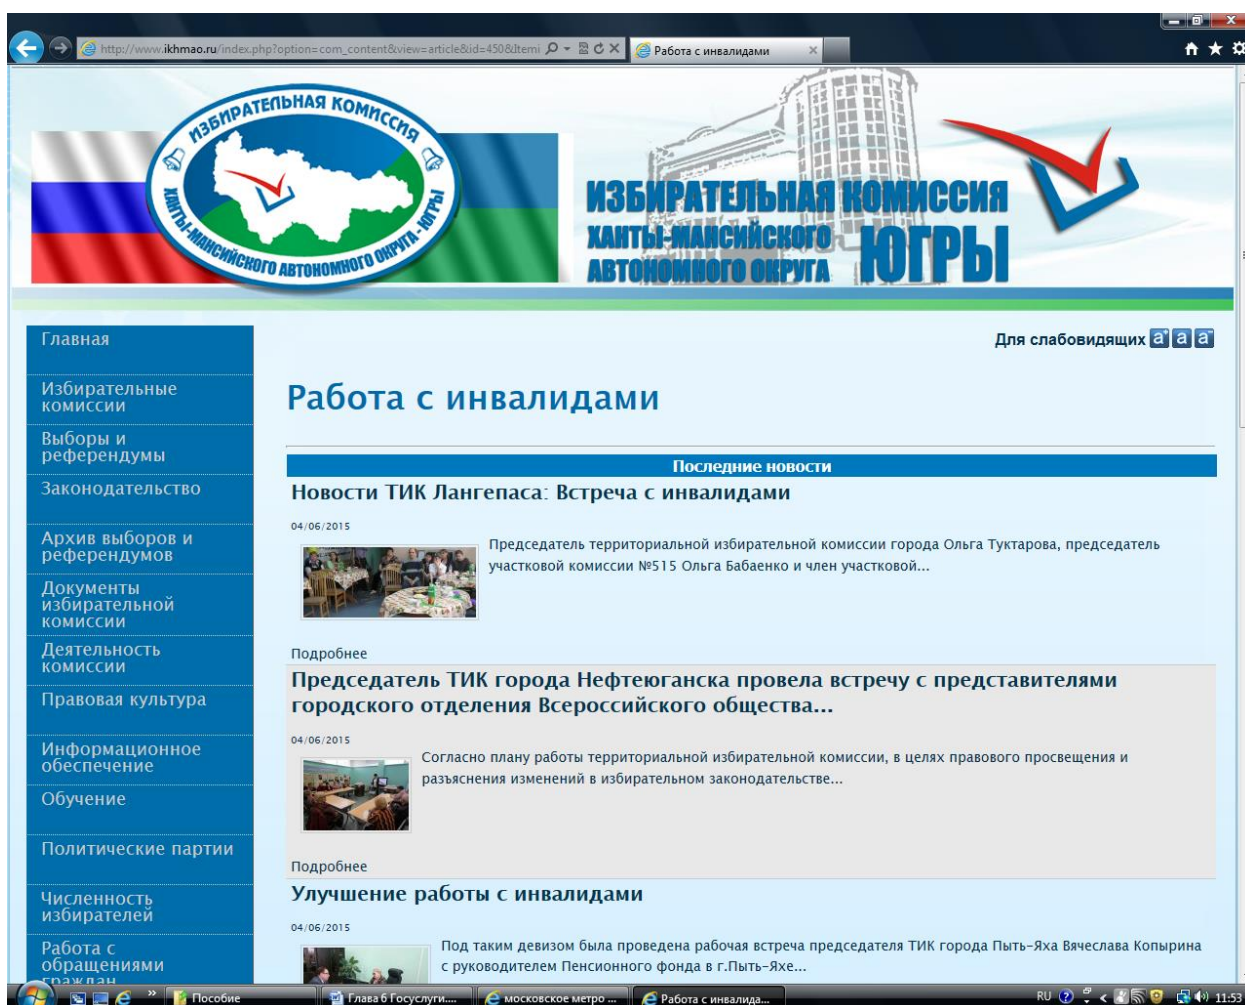 http://www.ikhmao.ru/index.php?option=com_content&view=article&id=450&Itemi
Работа с инвалидами
ИЗБИРАТЕЛЬНАЯ КОМИССИЯ
ХАНТЫ-МАНСИЙСКОГО АВТОНОМНОГО ОКРУГА - ЮГРЫ
ИЗБИРАТЕЛЬНАЯ КОМИССИЯ
ХАНТЫ-МАНСИЙСКОГО
АВТОНОМНОГО ОКРУГА ЮГРЫ
Главная
Избирательные
комиссии
Выборы и
референдумы
Законодательство
Архив выборов и
референдумов
Документы
избирательной
комиссии
Деятельность
комиссии
Правовая культура
Информационное
обеспечение
Обучение
Политические партии
Численность
избирателей
Работа с
обращениями
граждан
Для слабовидящих a+ a a-
Работа с инвалидами
Последние новости
Новости ТИК Лангепаса: Встреча с инвалидами
04/06/2015
Председатель территориальной избирательной комиссии города Ольга Туктарова, председатель
участковой комиссии №515 Ольга Бабаенко и член участковой...
Подробнее
Председатель ТИК города Нефтеюганска провела встречу с представителями
городского отделения Всероссийского общества...
04/06/2015
Согласно плану работы территориальной избирательной комиссии, в целях правового просвещения и
разъяснения изменений в избирательном законодательстве...
Подробнее
Улучшение работы с инвалидами
04/06/2015
Под таким девизом была проведена рабочая встреча председателя ТИК города Пыть-Яха Вячеслава Копырина
с руководителем Пенсионного фонда в г.Пыть-Яхе...
Пособие
Глава 6 Госуслуги....
московское метро ...
Работа с инвалида...
RU
11:53